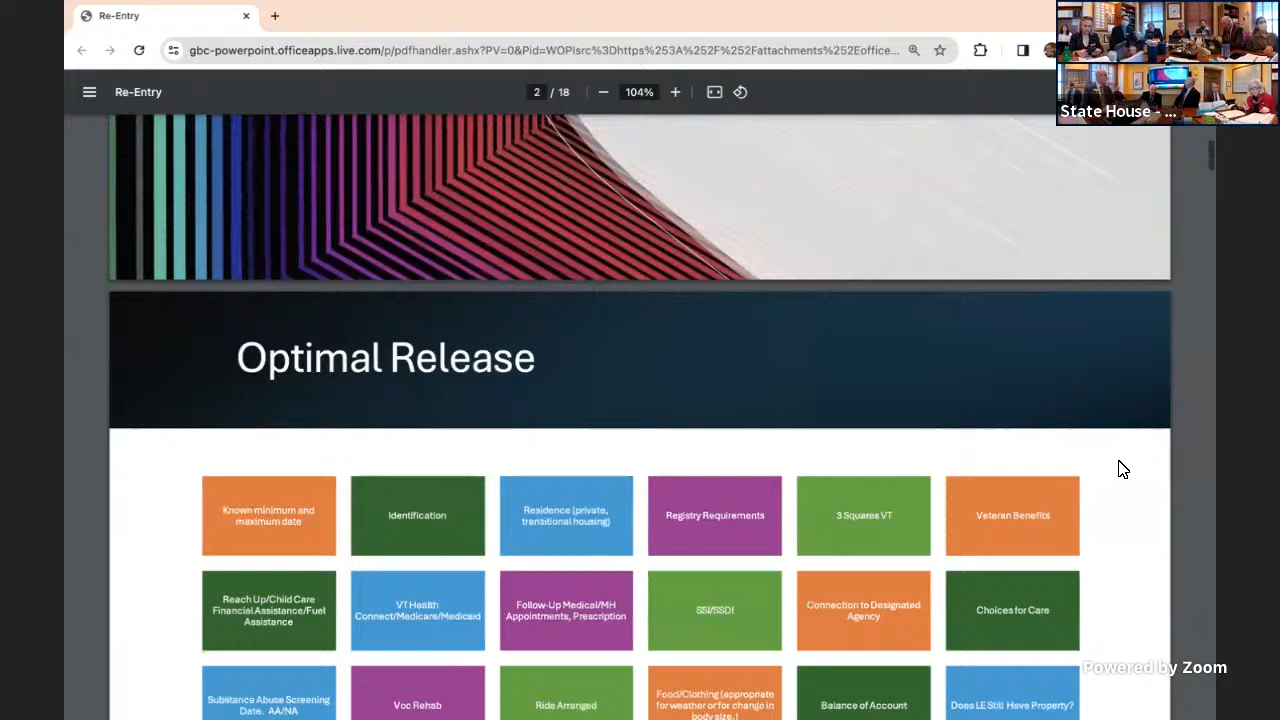 Re-Entry
gbc-powerpoint.officeapps.live.com/p/pdfhandler.ashx?PV=0&Pid=WOPIsrc%3Dhttps%253A%252F%252Fattachments%252Eoffice...
Re-Entry
2 / 18
104%
State House - ...
Optimal Release
Known minimum and
maximum date
Identification
Residence (private,
transitional housing)
Registry Requirements
3 Squares VT
Veteran Benefits
Reach Up/Child Care
Financial Assistance/Fuel
Assistance
VT Health
Connect/Medicare/Medicaid
Follow-Up Medical/MH
Appointments, Prescription
SSI/SSDI
Connection to Designated
Agency
Choices for Care
Powered by Zoom
Substance Abuse Screening
Date. AA/NA
Voc Rehab
Ride Arranged
Food/Clothing (appropriate
for weather or for change in
body size.)
Balance of Account
Does LE Still Have Property?